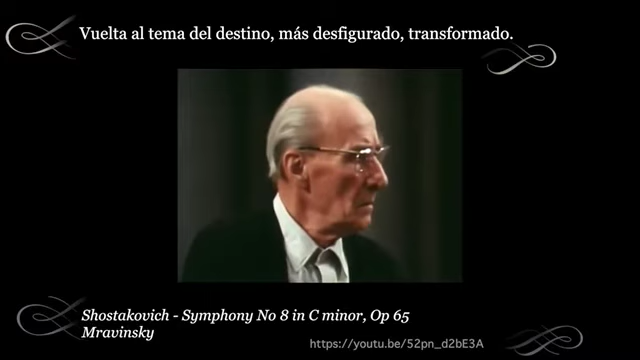 Vuelta al tema del destino, más desfigurado, transformado.
Shostakovich - Symphony No 8 in C minor, Op 65
Mravinsky
https://youtu.be/52pn_d2bE3A